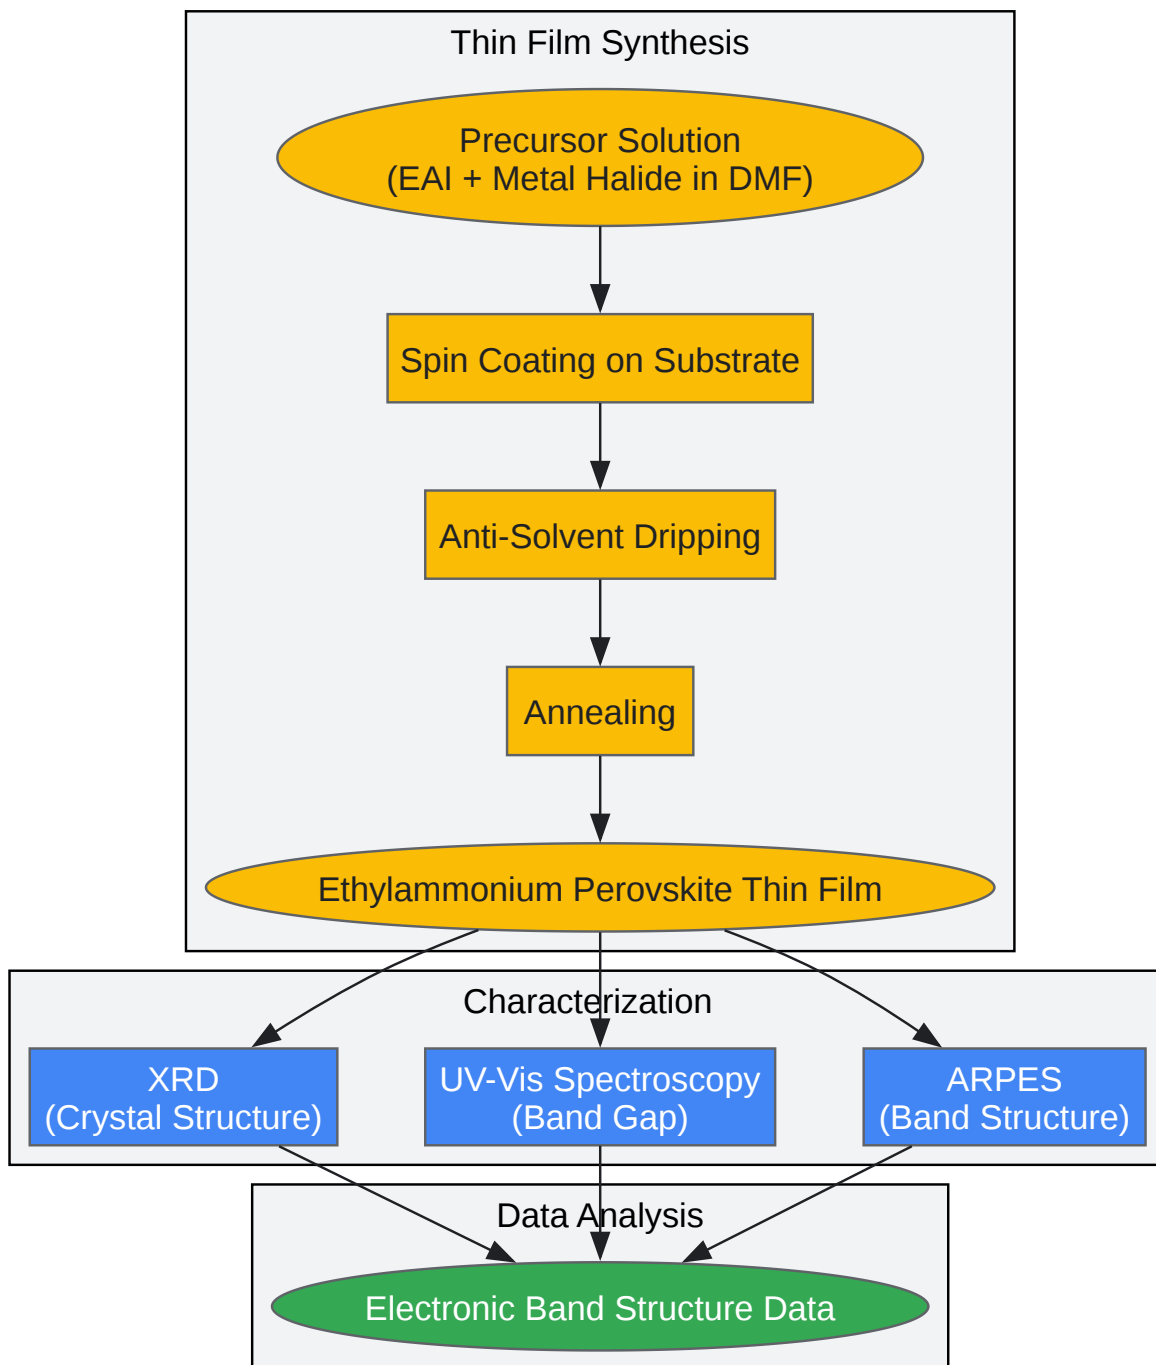 Thin Film Synthesis
Precursor Solution
(EAI + Metal Halide in DMF)
Spin Coating on Substrate
Anti-Solvent Dripping
Annealing
Ethylammonium Perovskite Thin Film
Characterization
XRD
(Crystal Structure)
UV-Vis Spectroscopy
(Band Gap)
ARPES
(Band Structure)
Data Analysis
Electronic Band Structure Data